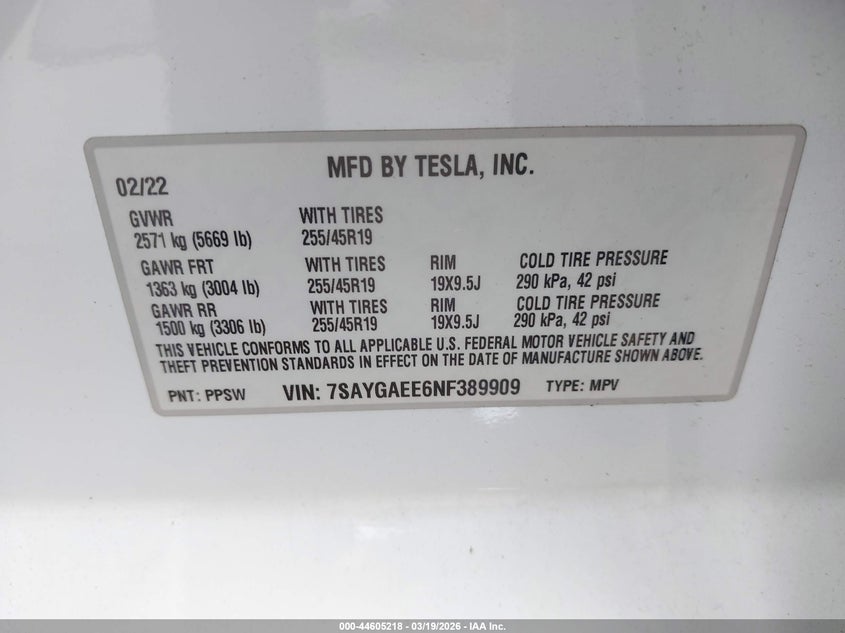 MFD BY TESLA, INC.
02/22
GVWR WITH TIRES
2571 kg (5669 lb) 255/45R19
GAWR FRT WITH TIRES RIM COLD TIRE PRESSURE
1363 kg (3004 lb) 255/45R19 19X9.5J 290 kPa, 42 psi
GAWR RR WITH TIRES RIM COLD TIRE PRESSURE
1500 kg (3306 lb) 255/45R19 19X9.5J 290 kPa, 42 psi
THIS VEHICLE CONFORMS TO ALL APPLICABLE U.S. FEDERAL MOTOR VEHICLE SAFETY AND
THEFT PREVENTION STANDARDS IN EFFECT ON THE DATE OF MANUFACTURE SHOWN ABOVE.
PNT: PPSW VIN: 7SAYGAEE6NF389909 TYPE: MPV
000-44605218 - 03/19/2026 - IAA Inc.